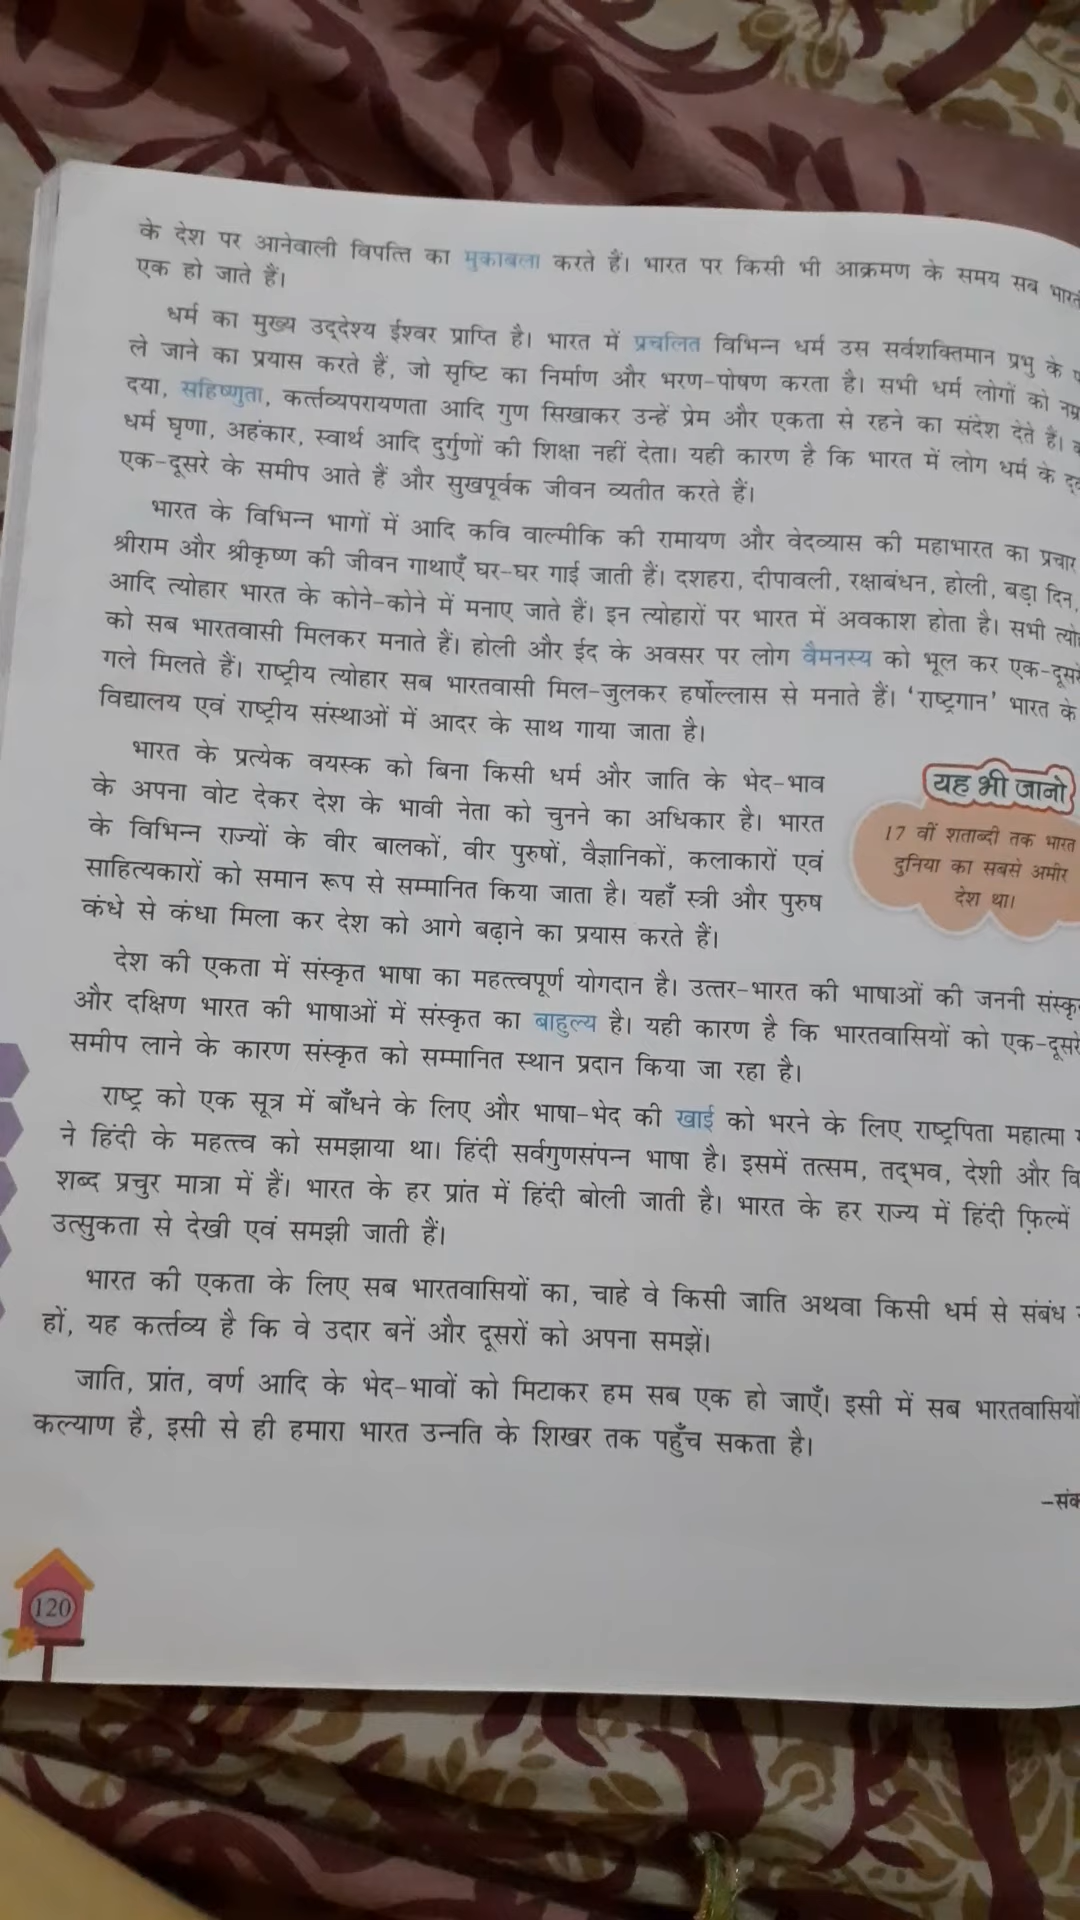 के देश पर आनेवाली विपत्ति का मुकाबला करते हैं। भारत पर किसी भी आक्रमण के समय सब
एक हो जाते हैं।
धर्म का मुख्य उद्देश्य ईश्वर प्राप्ति है। भारत में प्रचलित विभिन्न धर्म उस सर्वशक्तिमान प्रभु के
ले जाने का प्रयास करते हैं, जो सृष्टि का निर्माण और भरण-पोषण करता है। सभी धर्म लोगों को
दया, सहिष्णुता, कर्त्तव्यपरायणता आदि गुण सिखाकर उन्हें प्रेम और एकता से रहने का संदेश देते हैं।
धर्म घृणा, अहंकार, स्वार्थ आदि दुर्गुणों की शिक्षा नहीं देता। यही कारण है कि भारत में लोग धर्म के
एक-दूसरे के समीप आते हैं और सुखपूर्वक जीवन व्यतीत करते हैं।
भारत के विभिन्न भागों में आदि कवि वाल्मीकि की रामायण और वेदव्यास की महाभारत का प्रचार
श्रीराम और श्रीकृष्ण की जीवन गाथाएँ घर-घर गाई जाती हैं। दशहरा, दीपावली, रक्षाबंधन, होली, बड़ा दिन,
आदि त्योहार भारत के कोने-कोने में मनाए जाते हैं। इन त्योहारों पर भारत में अवकाश होता है। सभी
को सब भारतवासी मिलकर मनाते हैं। होली और ईद के अवसर पर लोग वैमनस्य को भूल कर एक-दूसरे
गले मिलते हैं। राष्ट्रीय त्योहार सब भारतवासी मिल-जुलकर हर्षोल्लास से मनाते हैं। 'राष्ट्रगान' भारत के
विद्यालय एवं राष्ट्रीय संस्थाओं में आदर के साथ गाया जाता है।
भारत के प्रत्येक वयस्क को बिना किसी धर्म और जाति के भेद-भाव
के अपना वोट देकर देश के भावी नेता को चुनने का अधिकार है। भारत
के विभिन्न राज्यों के वीर बालकों, वीर पुरुषों, वैज्ञानिकों, कलाकारों एवं
साहित्यकारों को समान रूप से सम्मानित किया जाता है। यहाँ स्त्री और पुरुष
कंधे से कंधा मिला कर देश को आगे बढ़ाने का प्रयास करते हैं।
यह भी जानो
17 वीं शताब्दी तक भारत
दुनिया का सबसे अमीर
देश था।
देश की एकता में संस्कृत भाषा का महत्त्वपूर्ण योगदान है। उत्तर-भारत की भाषाओं की जननी
और दक्षिण भारत की भाषाओं में संस्कृत का बाहुल्य है। यही कारण है कि भारतवासियों को एक-दूसरे
समीप लाने के कारण संस्कृत को सम्मानित स्थान प्रदान किया जा रहा है।
राष्ट्र को एक सूत्र में बाँधने के लिए और भाषा-भेद की खाई को भरने के लिए राष्ट्रपिता महात्मा
ने हिंदी के महत्त्व को समझाया था। हिंदी सर्वगुणसंपन्न भाषा है। इसमें तत्सम, तद्भव, देशी और
शब्द प्रचुर मात्रा में हैं। भारत के हर प्रांत में हिंदी बोली जाती है। भारत के हर राज्य में हिंदी फ़िल्में
उत्सुकता से देखी एवं समझी जाती हैं।
भारत की एकता के लिए सब भारतवासियों का, चाहे वे किसी जाति अथवा किसी धर्म से संबंध
हों, यह कर्त्तव्य है कि वे उदार बनें और दूसरों को अपना समझें।
जाति, प्रांत, वर्ण आदि के भेद-भावों को मिटाकर हम सब एक हो जाएँ। इसी में सब भारतवासियों
कल्याण है, इसी से ही हमारा भारत उन्नति के शिखर तक पहुँच सकता है।
120